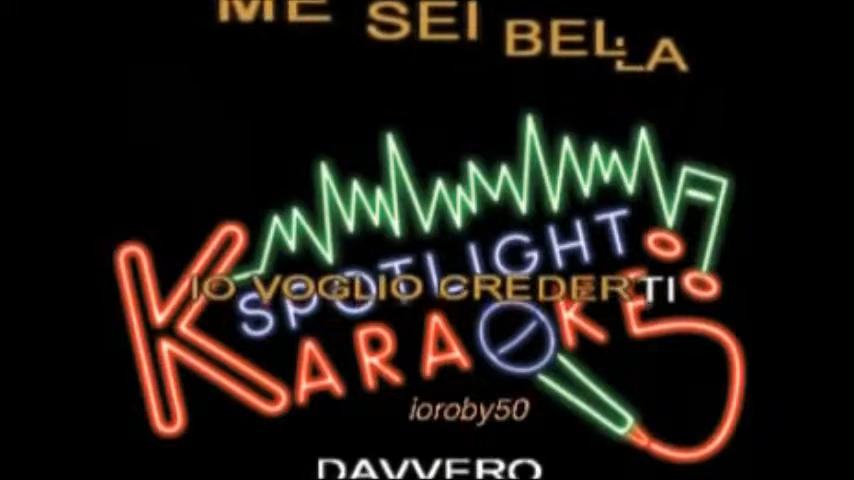 ME SEI BELLA
SPOTLIGHT
IO VOGLIO CREDERTI
KARAOKE
ioroby50
DAVVERO